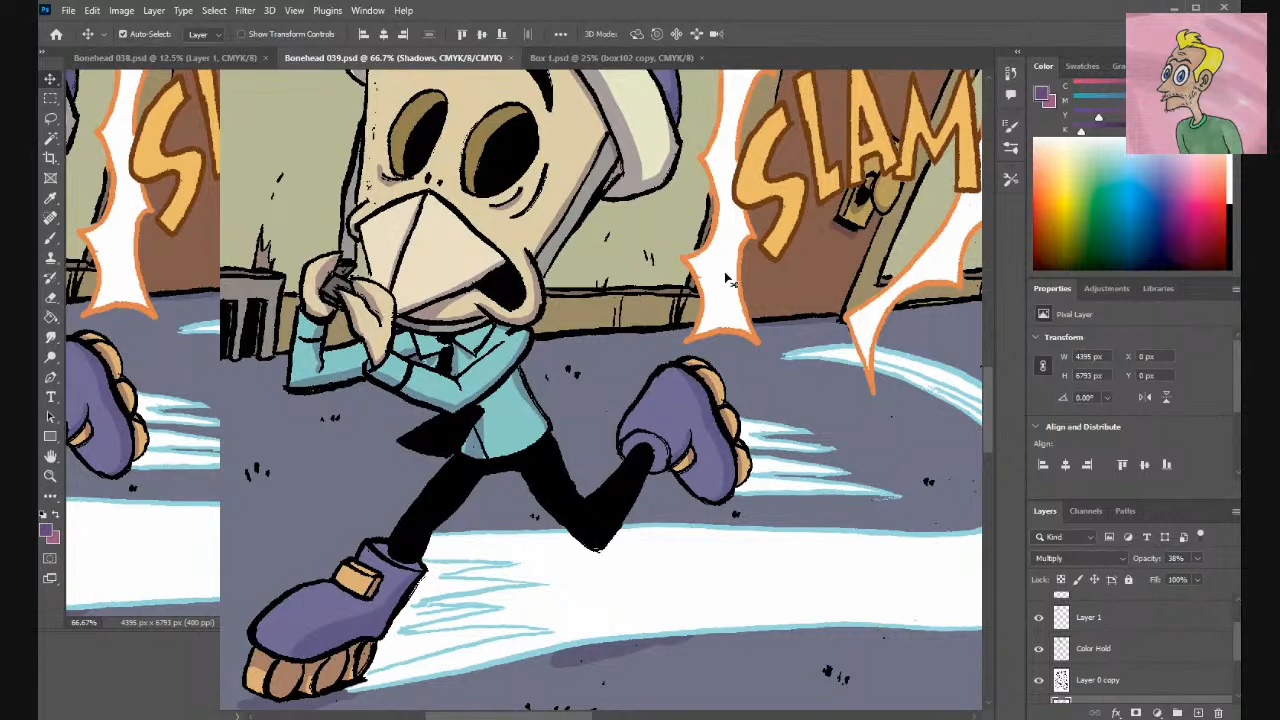 Ps File Edit Image Layer Type Select Filter 3D View Plugins Window Help
Auto-Select: Layer Show Transform Controls 3D Mode:
Bonehead 038.psd @ 12.5% (Layer 1, CMYK/8) × Bonehead 039.psd @ 66.7% (Shadows, CMYK/8/CMYK) × Box 1.psd @ 25% (box102 copy, CMYK/8) ×
Color Swatches
C
M
Y
K
SLAM
Properties Adjustments Libraries
Pixel Layer
Transform
W 4395 px X 0 px
H 6793 px Y 0 px
0.00°
Align and Distribute
Align:
Layers Channels Paths
Kind
Multiply Opacity: 38%
Lock: Fill: 100%
Layer 1
Color Hold
Layer 0 copy
66.67% 4395 px x 6793 px (400 ppi)
fx